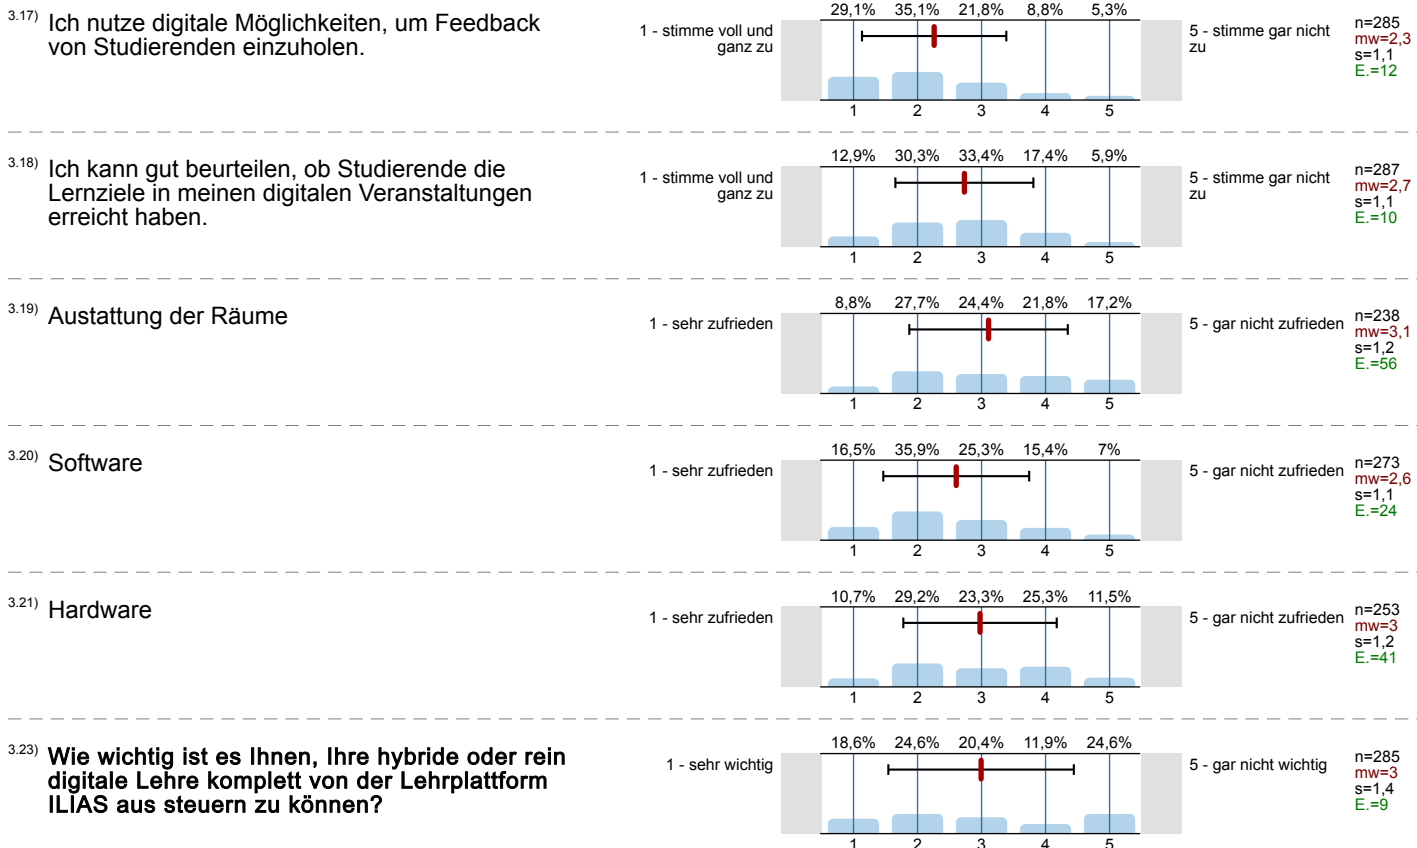 3.17) Ich nutze digitale Möglichkeiten, um Feedback
von Studierenden einzuholen.
1 - stimme voll und
ganz zu
29,1% 35,1% 21,8% 8,8% 5,3%
1 2 3 4 5
5 - stimme gar nicht
zu
n=285
mw=2,3
s=1,1
E.=12
3.18) Ich kann gut beurteilen, ob Studierende die
Lernziele in meinen digitalen Veranstaltungen
erreicht haben.
1 - stimme voll und
ganz zu
12,9% 30,3% 33,4% 17,4% 5,9%
1 2 3 4 5
5 - stimme gar nicht
zu
n=287
mw=2,7
s=1,1
E.=10
3.19) Austattung der Räume
1 - sehr zufrieden
8,8% 27,7% 24,4% 21,8% 17,2%
1 2 3 4 5
5 - gar nicht zufrieden
n=238
mw=3,1
s=1,2
E.=56
3.20) Software
1 - sehr zufrieden
16,5% 35,9% 25,3% 15,4% 7%
1 2 3 4 5
5 - gar nicht zufrieden
n=273
mw=2,6
s=1,1
E.=24
3.21) Hardware
1 - sehr zufrieden
10,7% 29,2% 23,3% 25,3% 11,5%
1 2 3 4 5
5 - gar nicht zufrieden
n=253
mw=3
s=1,2
E.=41
3.23) Wie wichtig ist es Ihnen, Ihre hybride oder rein
digitale Lehre komplett von der Lehrplattform
ILIAS aus steuern zu können?
1 - sehr wichtig
18,6% 24,6% 20,4% 11,9% 24,6%
1 2 3 4 5
5 - gar nicht wichtig
n=285
mw=3
s=1,4
E.=9